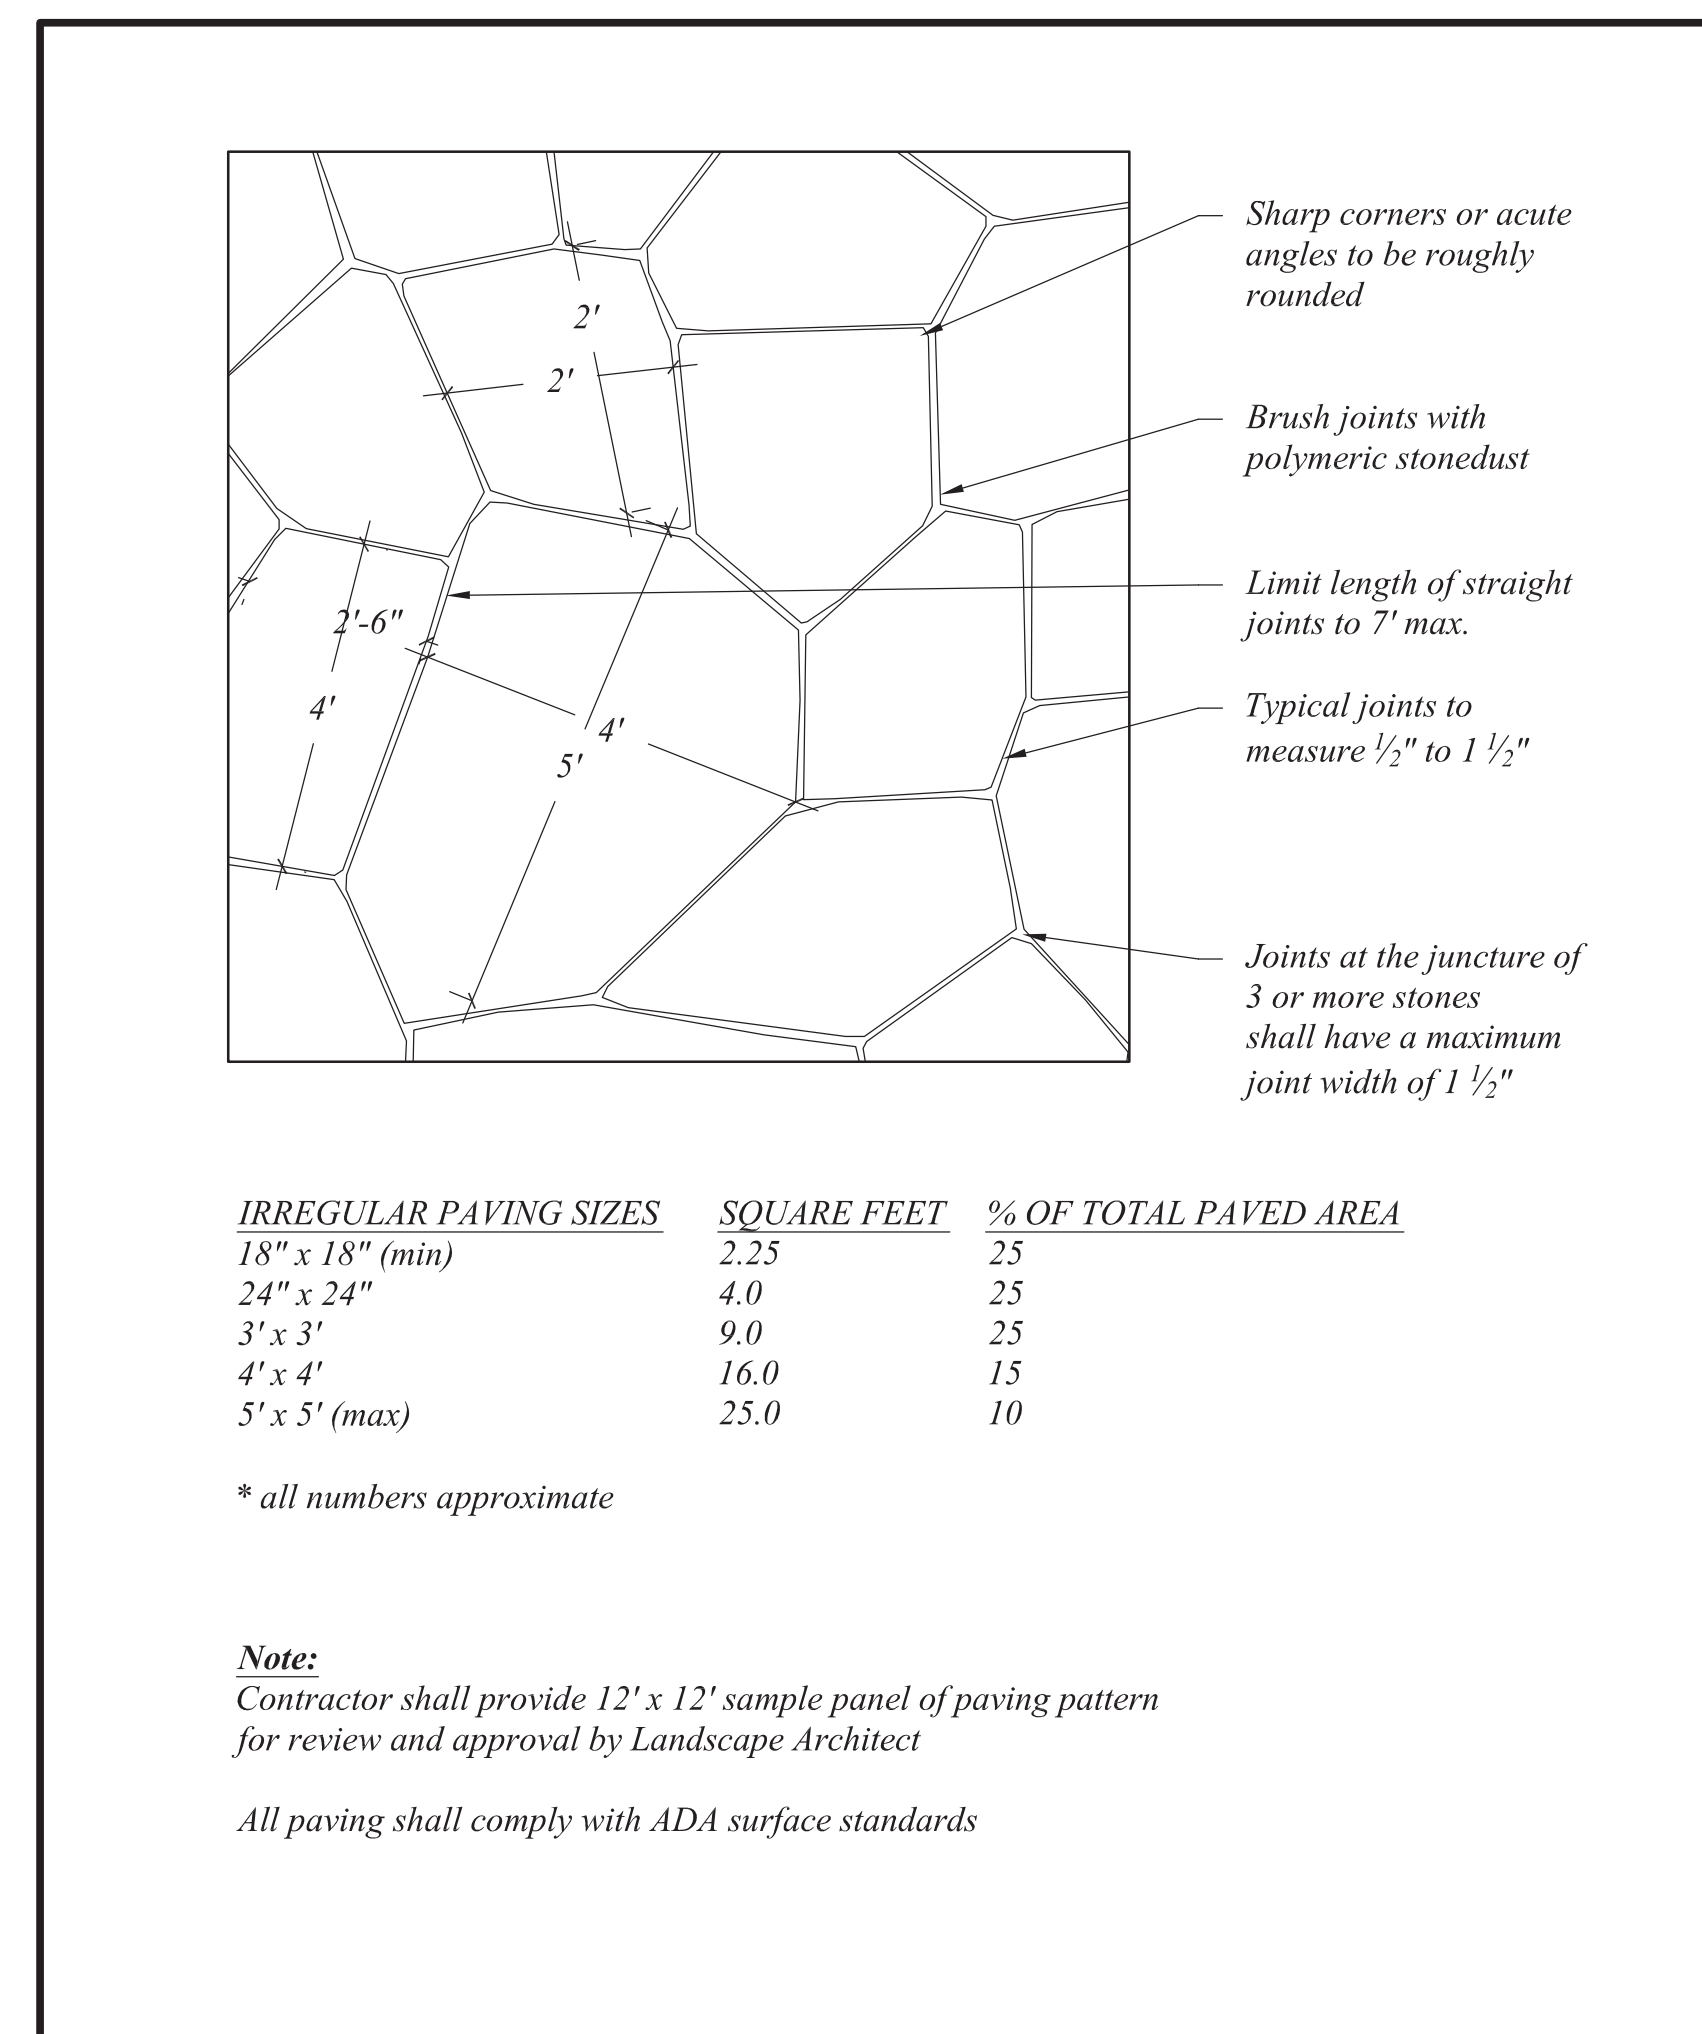 Sharp corners or acute
angles to be roughly
rounded
2'
2'
Brush joints with
polymeric stonedust
Limit length of straight
joints to 7' max.
2'-6"
4'
4'
5'
Typical joints to
measure ½" to 1 ½"
Joints at the juncture of
3 or more stones
shall have a maximum
joint width of 1 ½"
IRREGULAR PAVING SIZES SQUARE FEET % OF TOTAL PAVED AREA
18" x 18" (min) 2.25 25
24" x 24" 4.0 25
3' x 3' 9.0 25
4' x 4' 16.0 15
5' x 5' (max) 25.0 10
* all numbers approximate
Note:
Contractor shall provide 12' x 12' sample panel of paving pattern
for review and approval by Landscape Architect
All paving shall comply with ADA surface standards